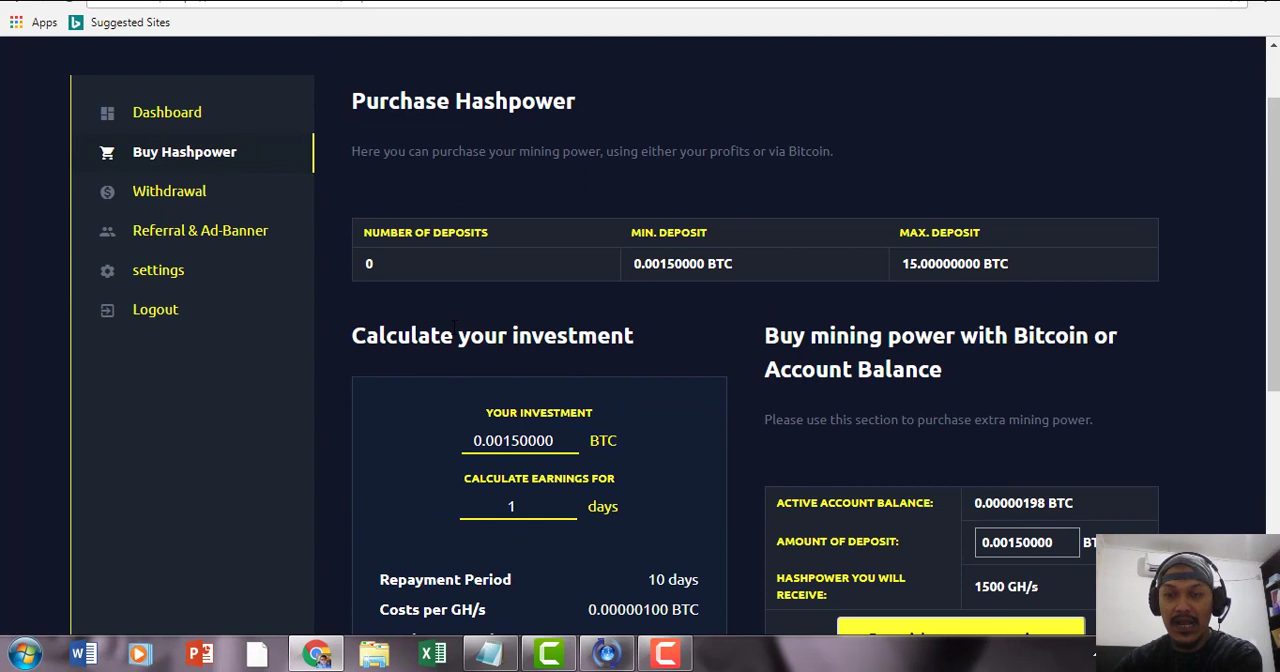 Apps
Suggested Sites
Dashboard
Buy Hashpower
Withdrawal
Referral & Ad-Banner
settings
Logout
Purchase Hashpower
Here you can purchase your mining power, using either your profits or via Bitcoin.
NUMBER OF DEPOSITS MIN. DEPOSIT MAX. DEPOSIT
0 0.00150000 BTC 15.00000000 BTC
Calculate your investment
YOUR INVESTMENT
0.00150000 BTC
CALCULATE EARNINGS FOR
1 days
Repayment Period 10 days
Costs per GH/s 0.00000100 BTC
Buy mining power with Bitcoin or
Account Balance
Please use this section to purchase extra mining power.
ACTIVE ACCOUNT BALANCE: 0.00000198 BTC
AMOUNT OF DEPOSIT: 0.00150000
HASHPOWER YOU WILL
RECEIVE: 1500 GH/s